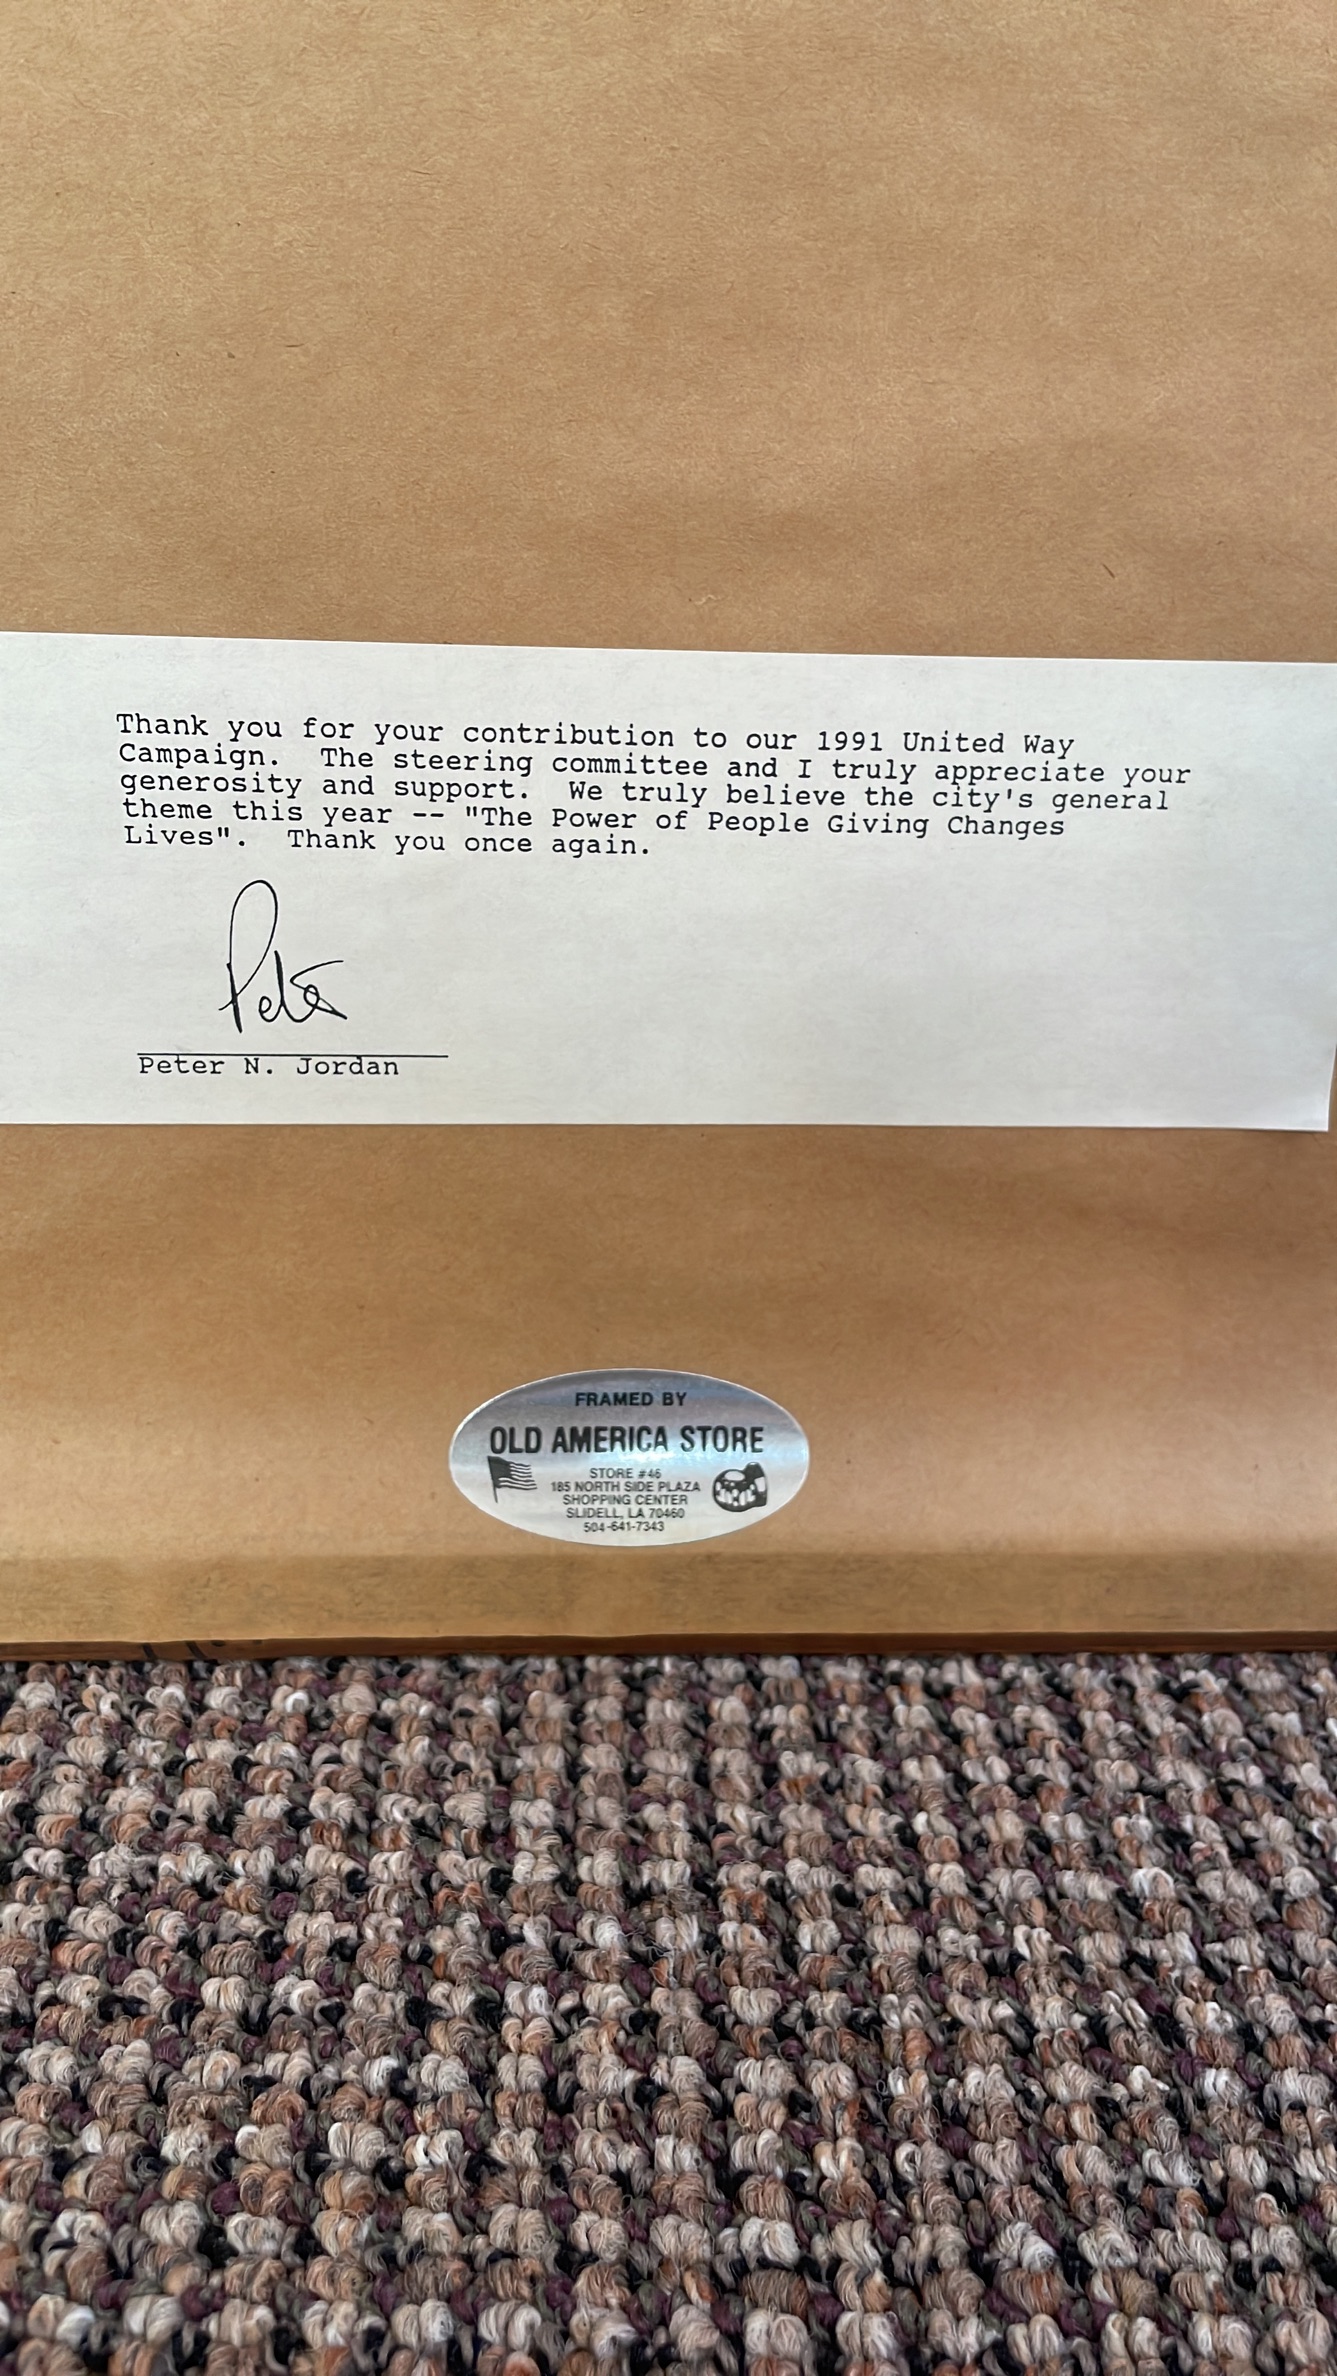 Thank you for your contribution to our 1991 United Way
Campaign.  The steering committee and I truly appreciate your
generosity and support.  We truly believe the city's general
theme this year -- "The Power of People Giving Changes
Lives".  Thank you once again.
Peter
Peter N. Jordan
FRAMED BY
OLD AMERICA STORE
STORE #46
185 NORTH SIDE PLAZA
SHOPPING CENTER
SLIDELL, LA 70460
504-641-7343